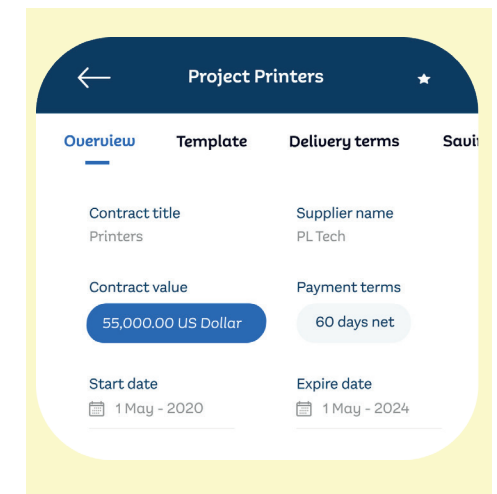 Project Printers
Overview Template Delivery terms
Contract title Supplier name
Printers PL Tech
Contract value Payment terms
55,000.00 US Dollar 60 days net
Start date Expire date
1 May - 2020 1 May - 2024